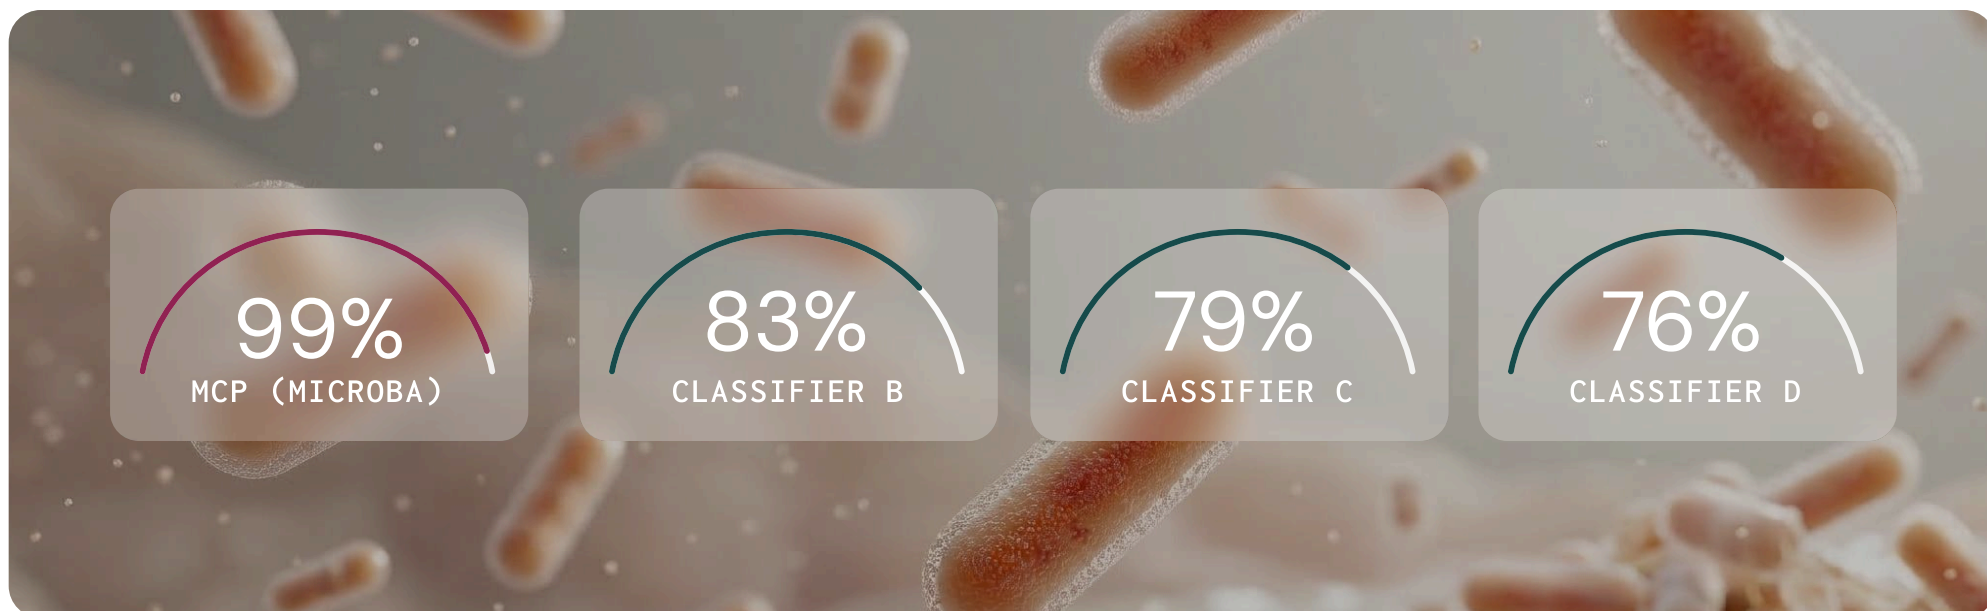 99%
MCP (MICROBA)
83%
CLASSIFIER B
79%
CLASSIFIER C
76%
CLASSIFIER D